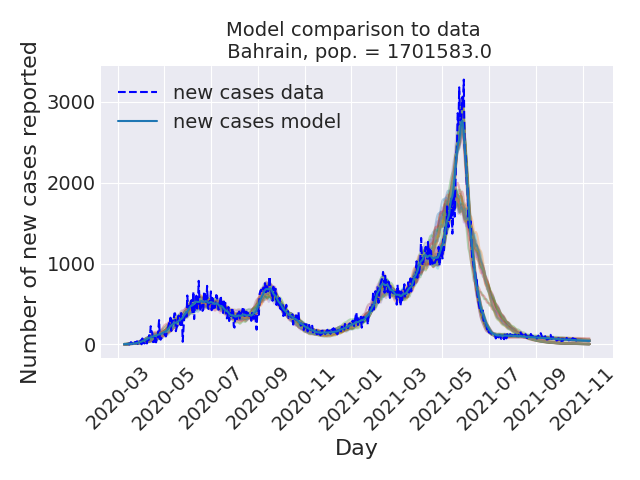 Model comparison to data
Bahrain, pop. = 1701583.0
Number of new cases reported
3000
2000
1000
0
new cases data
new cases model
2020-03
2020-05
2020-07
2020-09
2020-11
2021-01
2021-03
2021-05
2021-07
2021-09
2021-11
Day